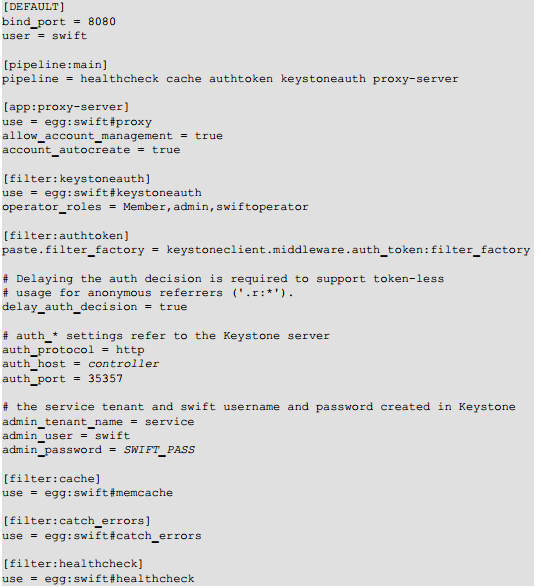 [DEFAULT]
bind_port = 8080
user = swift
[pipeline:main]
pipeline = healthcheck cache authtoken keystoneauth proxy-server
[app:proxy-server]
use = egg:swift#proxy
allow_account_management = true
account_autocreate = true
[filter:keystoneauth]
use = egg:swift#keystoneauth
operator_roles = Member,admin,swiftoperator
[filter:authtoken]
paste.filter_factory = keystoneclient.middleware.auth_token:filter_factory
# Delaying the auth decision is required to support token-less
# usage for anonymous referrers ('.r:*').
delay_auth_decision = true
# auth_* settings refer to the Keystone server
auth_protocol = http
auth_host = controller
auth_port = 35357
# the service tenant and swift username and password created in Keystone
admin_tenant_name = service
admin_user = swift
admin_password = SWIFT_PASS
[filter:cache]
use = egg:swift#memcache
[filter:catch_errors]
use = egg:swift#catch_errors
[filter:healthcheck]
use = egg:swift#healthcheck